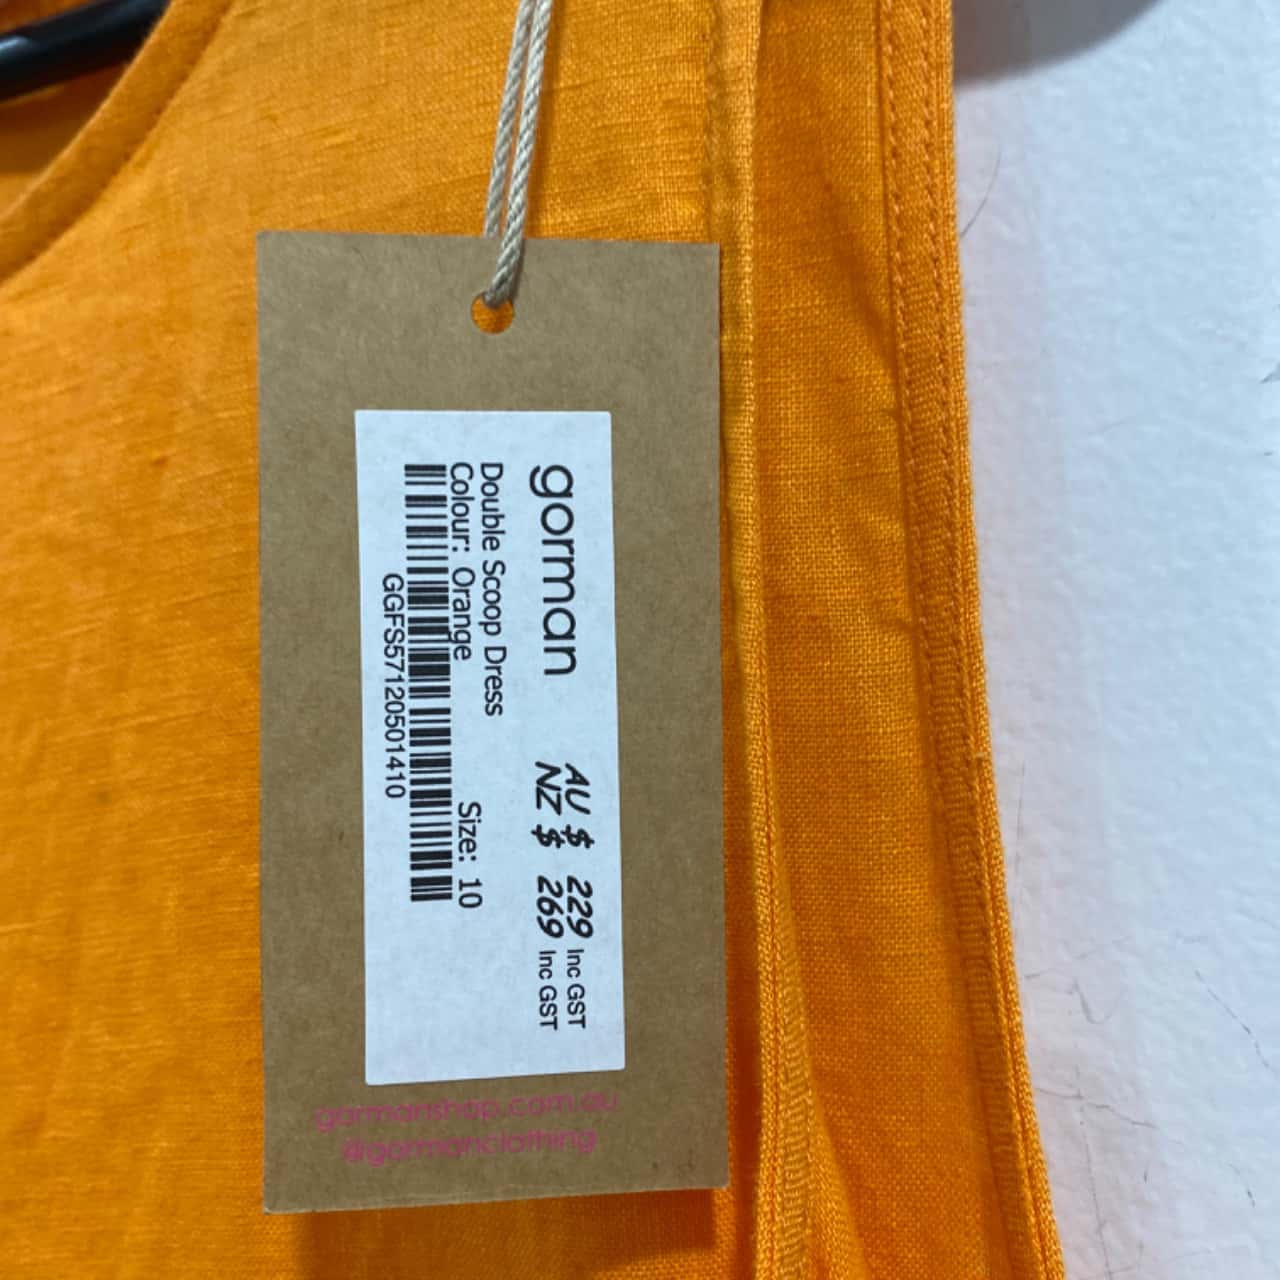 gorman
AU $ 229 Inc GST
NZ $ 269 Inc GST
Double Scoop Dress
Colour: Orange Size: 10
GGFS57120501410
gormanshop.com.au
@gormanclothing